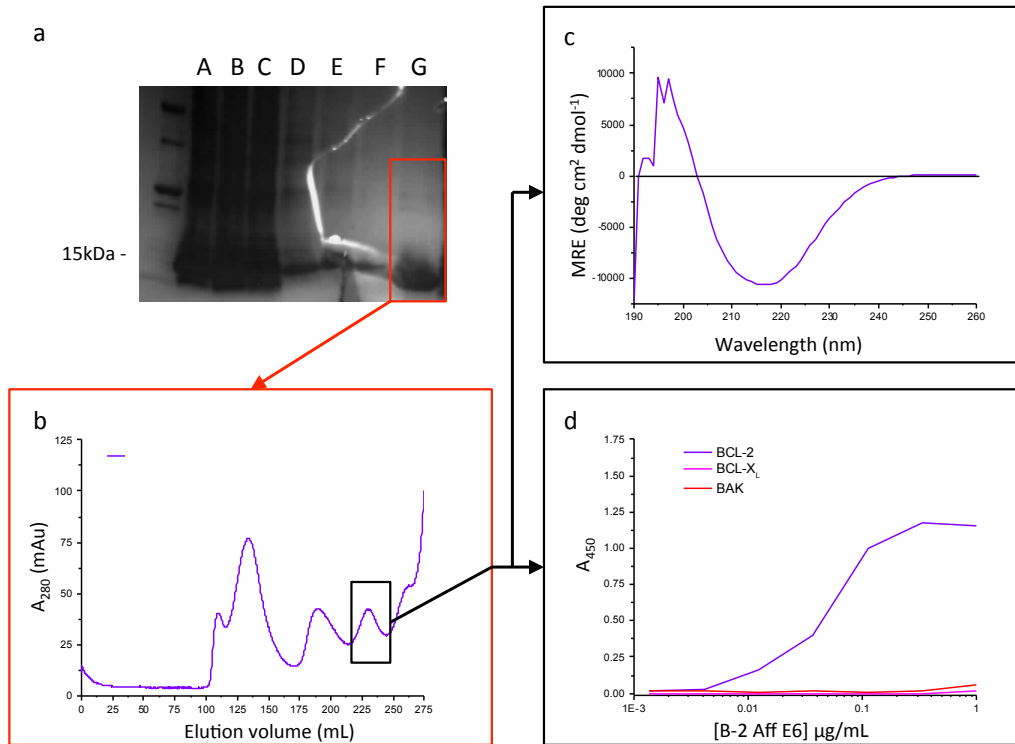 a
A B C D E F G
15kDa -
b
A280 (mAu)
125
100
75
50
25
0
0 25 50 75 100 125 150 175 200 225 250 275
Elution volume (mL)
c
MRE (deg cm² dmol⁻¹)
10000
5000
0
-5000
-10000
190 200 210 220 230 240 250 260
Wavelength (nm)
d
BCL-2
BCL-XL
BAK
A450
1.75
1.50
1.25
1.00
0.75
0.50
0.25
0.00
1E-3 0.01 0.1 1
[B-2 Aff E6] µg/mL